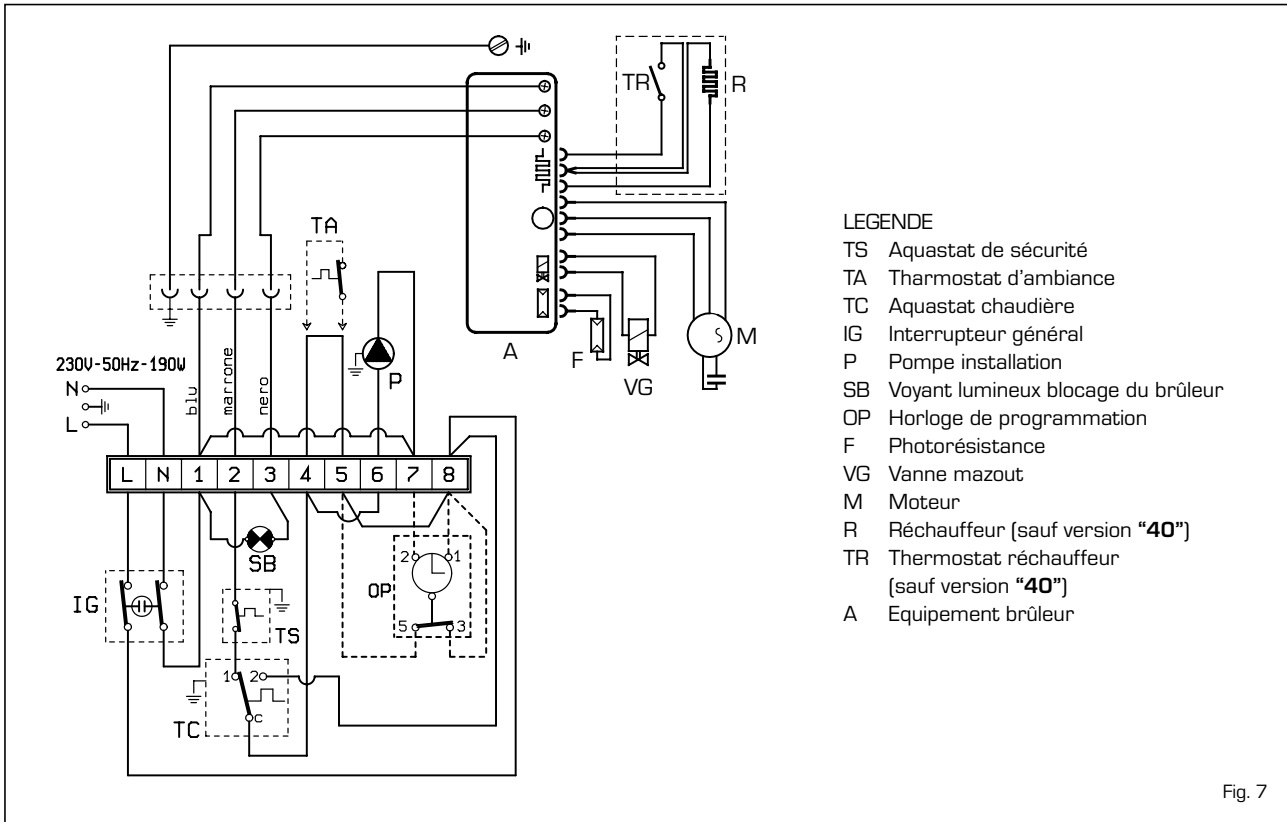 TR
R
TA
A
F
VG
M
P
230V-50Hz-190W
N
L
blu
marrone
nero
L N 1 2 3 4 5 6 7 8
SB
2 1
OP
5 3
IG
TS
1 2
C
TC
LEGENDE
TS Aquastat de sécurité
TA Tharmostat d'ambiance
TC Aquastat chaudière
IG Interrupteur général
P Pompe installation
SB Voyant lumineux blocage du brûleur
OP Horloge de programmation
F Photorésistance
VG Vanne mazout
M Moteur
R Réchauffeur (sauf version “40”)
TR Thermostat réchauffeur
(sauf version “40”)
A Equipement brûleur
Fig. 7